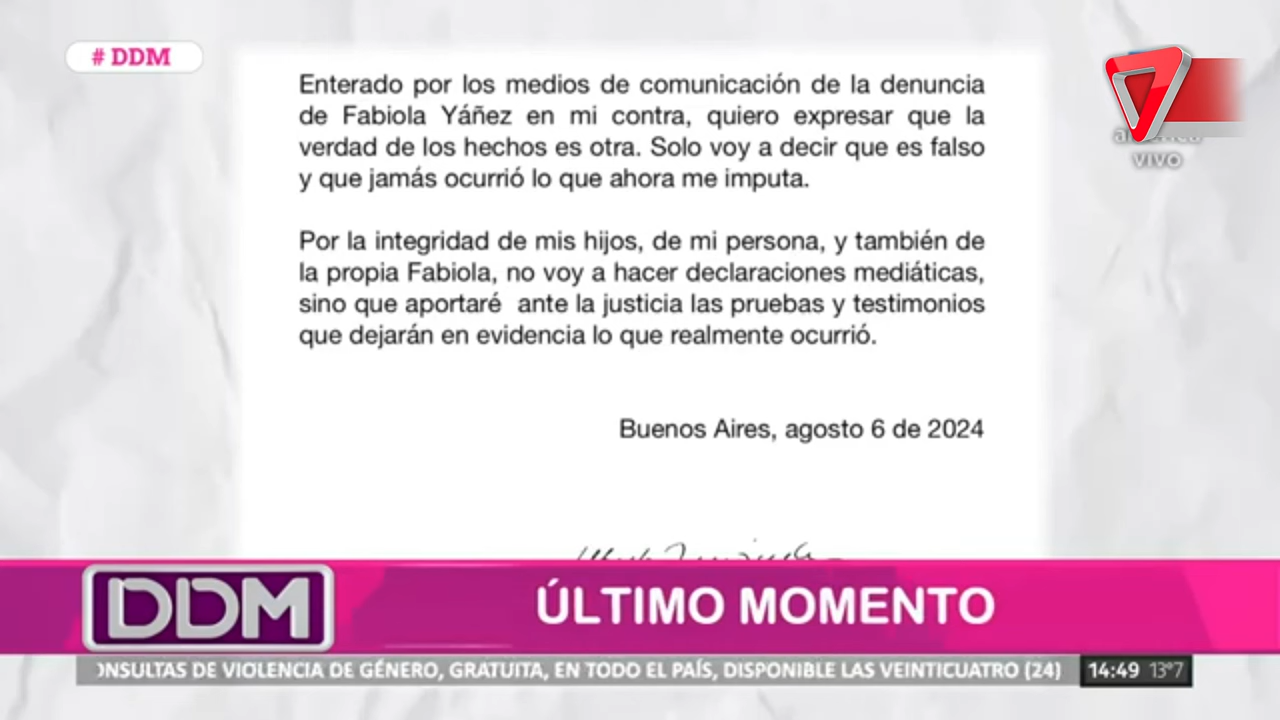 # DDM
Enterado por los medios de comunicación de la denuncia
de Fabiola Yáñez en mi contra, quiero expresar que la
verdad de los hechos es otra. Solo voy a decir que es falso
y que jamás ocurrió lo que ahora me imputa.
Por la integridad de mis hijos, de mi persona, y también de
la propia Fabiola, no voy a hacer declaraciones mediáticas,
sino que aportaré ante la justicia las pruebas y testimonios
que dejarán en evidencia lo que realmente ocurrió.
Buenos Aires, agosto 6 de 2024
VIVO
DDM
ÚLTIMO MOMENTO
ONSULTAS DE VIOLENCIA DE GÉNERO, GRATUITA, EN TODO EL PAÍS, DISPONIBLE LAS VEINTICUATRO (24)
14:49 13°7